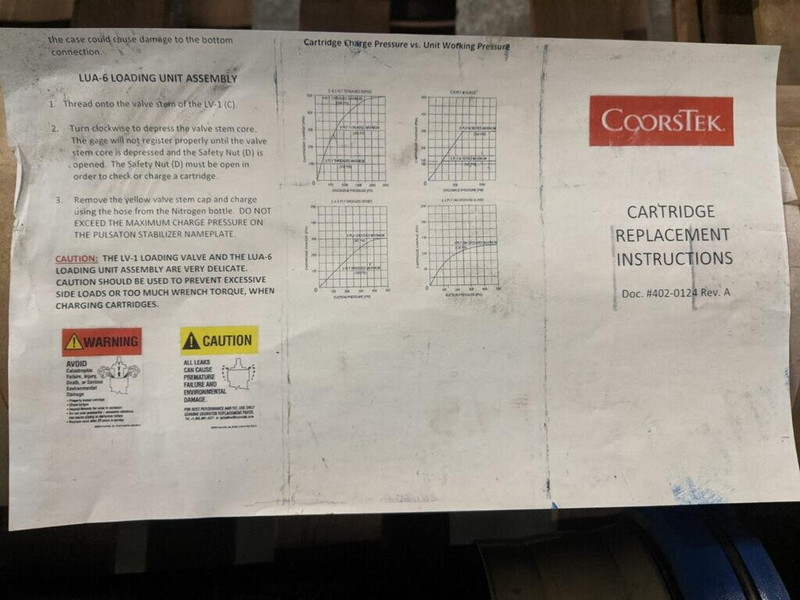 the case could cause damage to the bottom
connection.
LUA-6 LOADING UNIT ASSEMBLY
1. Thread onto the valve stem of the LV-1 (C).
2. Turn clockwise to depress the valve stem core.
The gage will not register properly until the valve
stem core is depressed and the Safety Nut (D) is
opened. The Safety Nut (D) must be open in
order to check or charge a cartridge.
3. Remove the yellow valve stem cap and charge
using the hose from the Nitrogen bottle. DO NOT
EXCEED THE MAXIMUM CHARGE PRESSURE ON
THE PULSATON STABILIZER NAMEPLATE.
CAUTION: THE LV-1 LOADING VALVE AND THE LUA-6
LOADING UNIT ASSEMBLY ARE VERY DELICATE.
CAUTION SHOULD BE USED TO PREVENT EXCESSIVE
SIDE LOADS OR TOO MUCH WRENCH TORQUE, WHEN
CHARGING CARTRIDGES.
WARNING
AVOID
Catastrophic
Failure, Injury,
Death, or Serious
Environmental
Damage
CAUTION
ALL LEAKS
CAN CAUSE
PREMATURE
FAILURE AND
ENVIRONMENTAL
DAMAGE.
Cartridge Charge Pressure vs. Unit Working Pressure
COORSTEK
CARTRIDGE
REPLACEMENT
INSTRUCTIONS
Doc. #402-0124 Rev. A